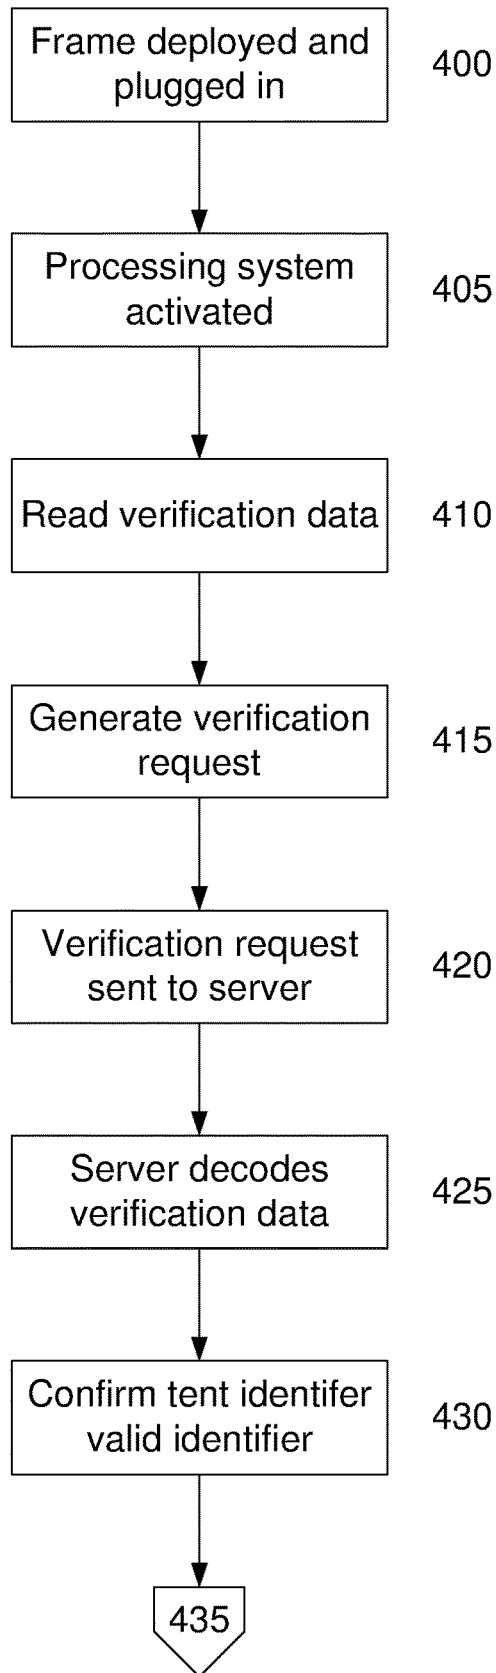 Frame deployed and
plugged in
400
Processing system
activated
405
Read verification data
410
Generate verification
request
415
Verification request
sent to server
420
Server decodes
verification data
425
Confirm tent identifer
valid identifier
430
435